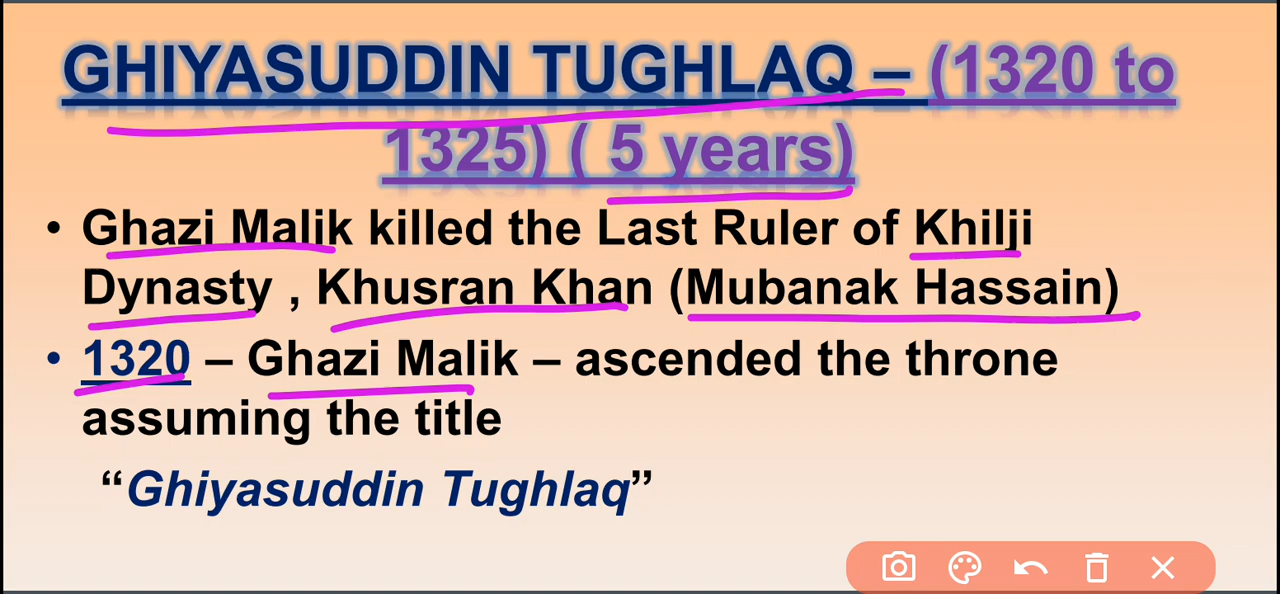 GHIYASUDDIN TUGHLAQ – (1320 to
1325) ( 5 years)
• Ghazi Malik killed the Last Ruler of Khilji
Dynasty , Khusran Khan (Mubanak Hassain)
• 1320 – Ghazi Malik – ascended the throne
assuming the title
“Ghiyasuddin Tughlaq”